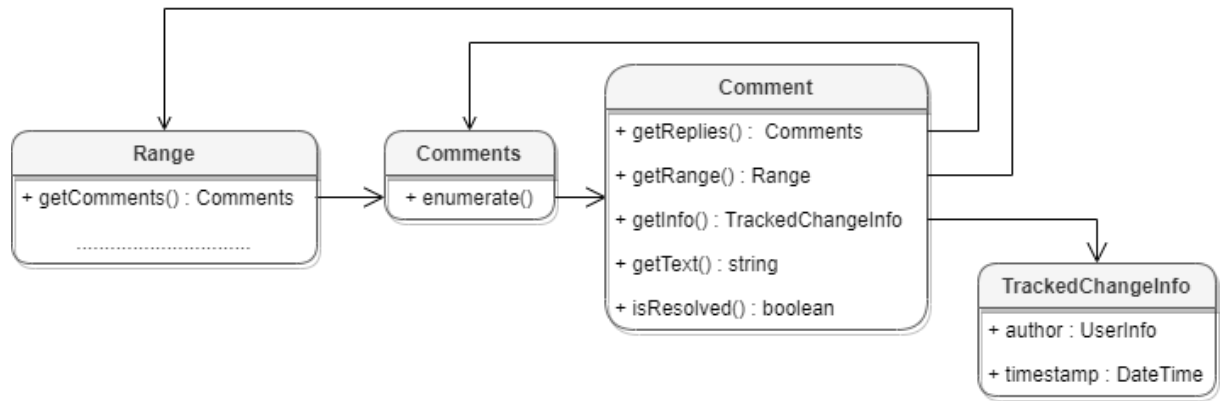 Range
+ getComments() : Comments
..............................
Comments
+ enumerate()
Comment
+ getReplies() : Comments
+ getRange() : Range
+ getInfo() : TrackedChangeInfo
+ getText() : string
+ isResolved() : boolean
TrackedChangeInfo
+ author : UserInfo
+ timestamp : DateTime